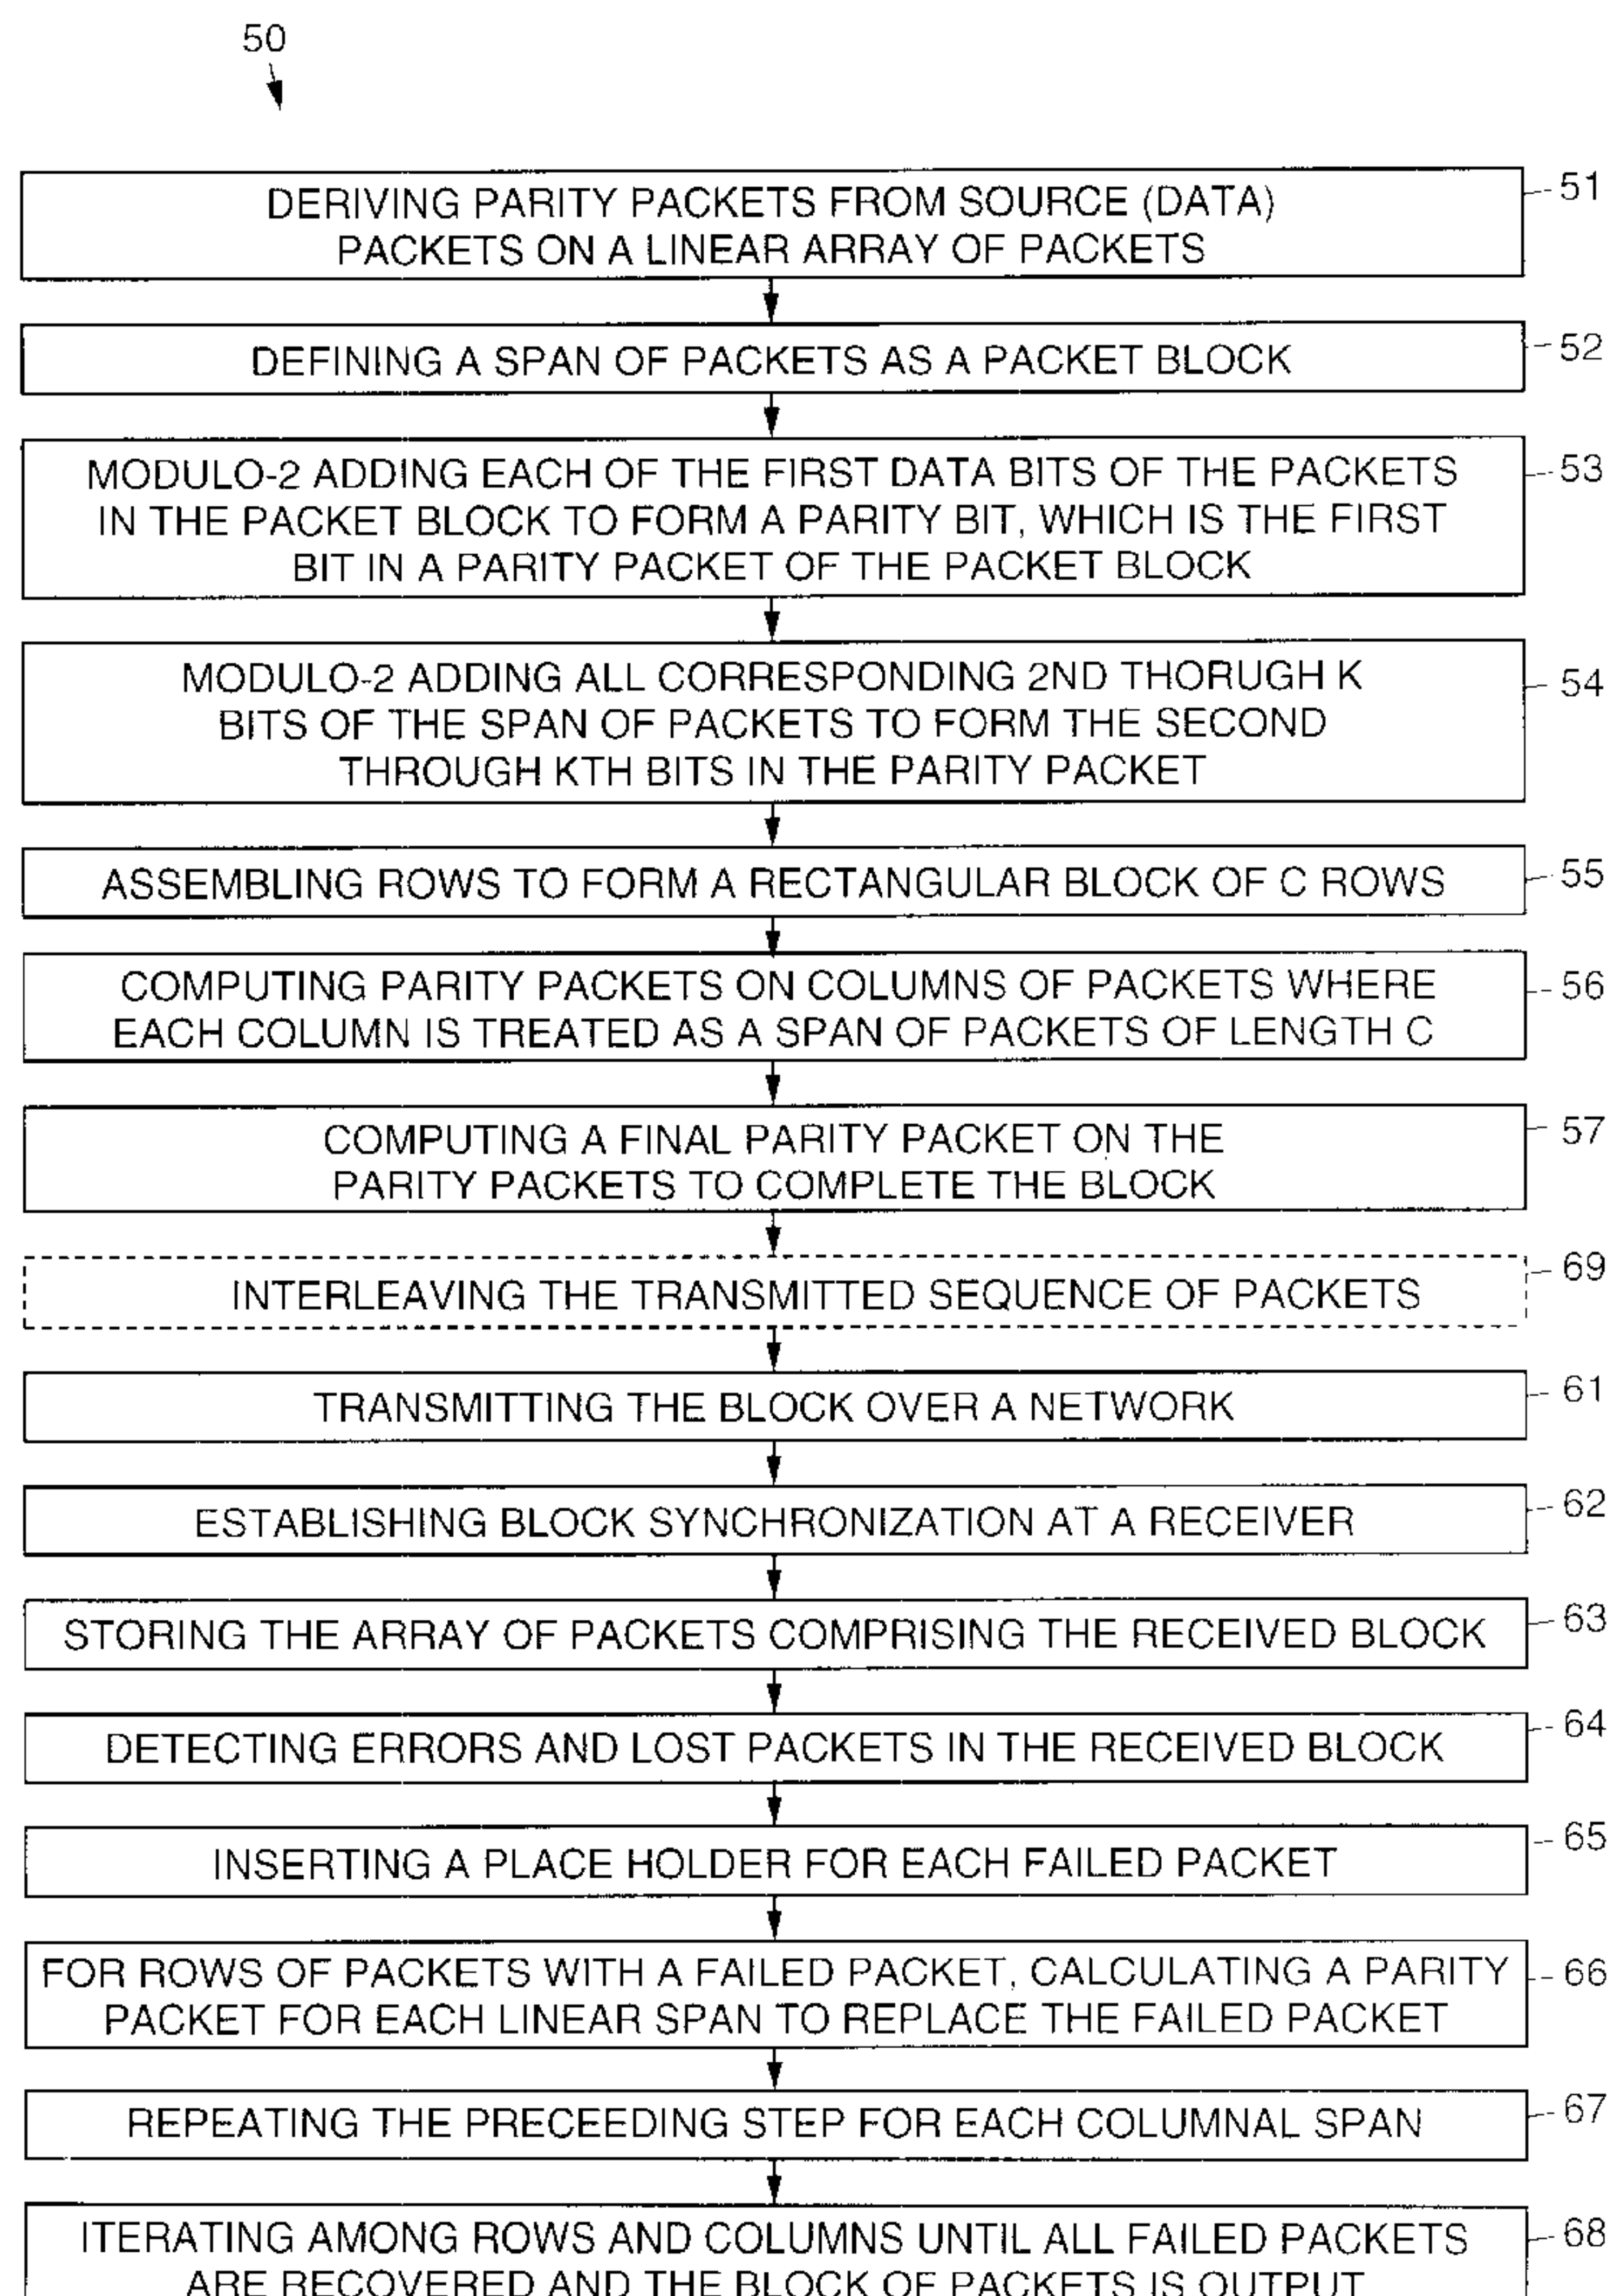 50
DERIVING PARITY PACKETS FROM SOURCE (DATA)
PACKETS ON A LINEAR ARRAY OF PACKETS
51
DEFINING A SPAN OF PACKETS AS A PACKET BLOCK
52
MODULO-2 ADDING EACH OF THE FIRST DATA BITS OF THE PACKETS
IN THE PACKET BLOCK TO FORM A PARITY BIT, WHICH IS THE FIRST
BIT IN A PARITY PACKET OF THE PACKET BLOCK
53
MODULO-2 ADDING ALL CORRESPONDING 2ND THORUGH K
BITS OF THE SPAN OF PACKETS TO FORM THE SECOND
THROUGH KTH BITS IN THE PARITY PACKET
54
ASSEMBLING ROWS TO FORM A RECTANGULAR BLOCK OF C ROWS
55
COMPUTING PARITY PACKETS ON COLUMNS OF PACKETS WHERE
EACH COLUMN IS TREATED AS A SPAN OF PACKETS OF LENGTH C
56
COMPUTING A FINAL PARITY PACKET ON THE
PARITY PACKETS TO COMPLETE THE BLOCK
57
INTERLEAVING THE TRANSMITTED SEQUENCE OF PACKETS
69
TRANSMITTING THE BLOCK OVER A NETWORK
61
ESTABLISHING BLOCK SYNCHRONIZATION AT A RECEIVER
62
STORING THE ARRAY OF PACKETS COMPRISING THE RECEIVED BLOCK
63
DETECTING ERRORS AND LOST PACKETS IN THE RECEIVED BLOCK
64
INSERTING A PLACE HOLDER FOR EACH FAILED PACKET
65
FOR ROWS OF PACKETS WITH A FAILED PACKET, CALCULATING A PARITY
PACKET FOR EACH LINEAR SPAN TO REPLACE THE FAILED PACKET
66
REPEATING THE PRECEEDING STEP FOR EACH COLUMNAL SPAN
67
ITERATING AMONG ROWS AND COLUMNS UNTIL ALL FAILED PACKETS
ARE RECOVERED AND THE BLOCK OF PACKETS IS OUTPUT
68